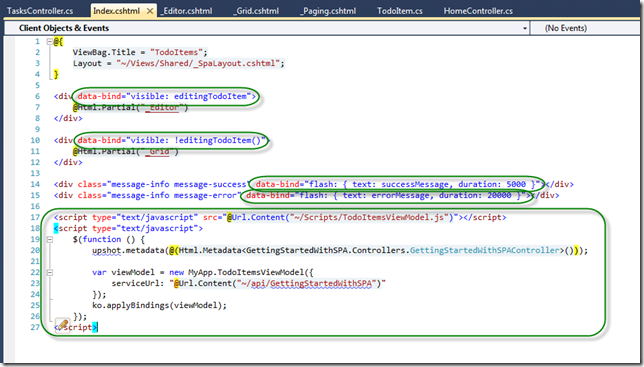 TasksController.cs Index.cshtml _Editor.cshtml _Grid.cshtml _Paging.cshtml TodoItem.cs HomeController.cs
Client Objects & Events (No Events)
1 @{
2 ViewBag.Title = "TodoItems";
3 Layout = "~/Views/Shared/_SpaLayout.cshtml";
4 }
5
6 <div data-bind="visible: editingTodoItem">
7 @Html.Partial("_Editor")
8 </div>
9
10 <div data-bind="visible: !editingTodoItem()">
11 @Html.Partial("_Grid")
12 </div>
13
14 <div class="message-info message-success" data-bind="flash: { text: successMessage, duration: 5000 }"></div>
15 <div class="message-info message-error" data-bind="flash: { text: errorMessage, duration: 20000 }"></div>
16
17 <script type="text/javascript" src="@Url.Content("~/Scripts/TodoItemsViewModel.js")"></script>
18 <script type="text/javascript">
19 $(function () {
20 upshot.metadata(@(Html.Metadata<GettingStartedWithSPA.Controllers.GettingStartedWithSPAController>()));
21
22 var viewModel = new MyApp.TodoItemsViewModel({
23 serviceUrl: "@Url.Content("~/api/GettingStartedWithSPA")"
24 });
25 ko.applyBindings(viewModel);
26 });
27 </script>